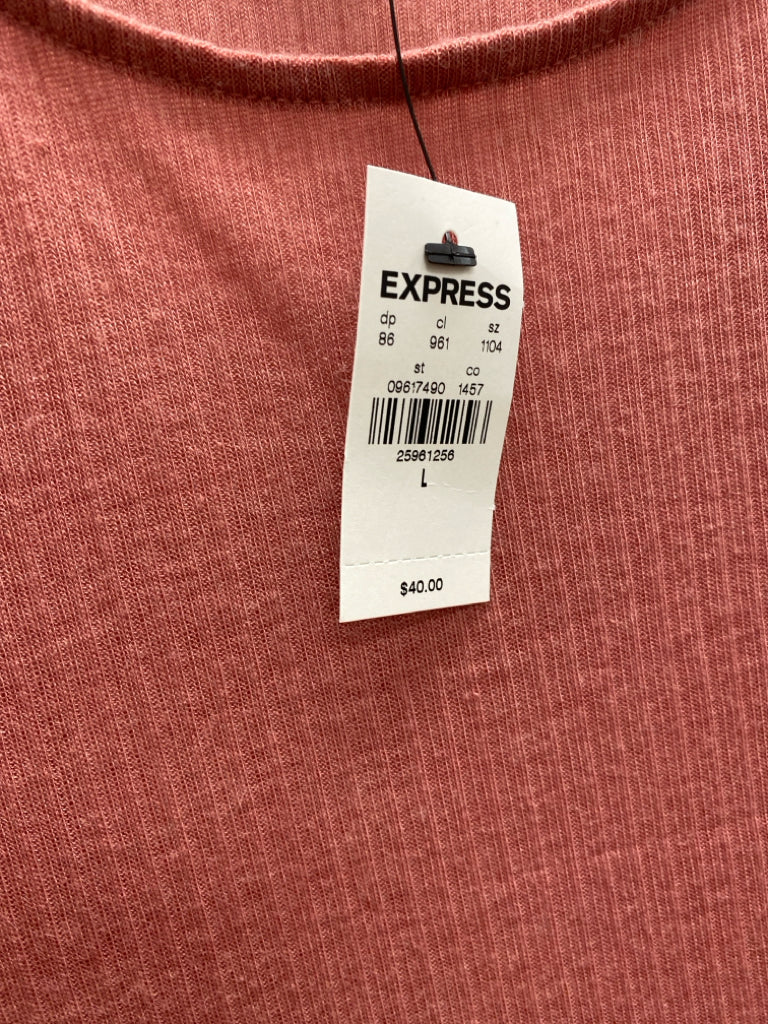 EXPRESS
dp cl sz
86 961 1104
st co
09617490 1457
25961256
L
$40.00